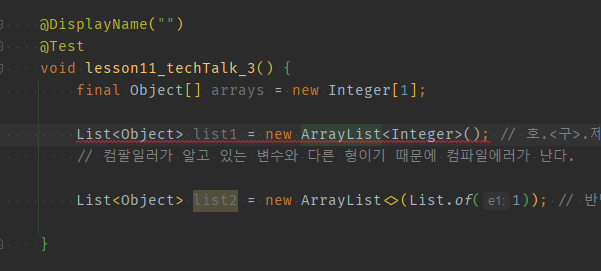 @DisplayName("")
@Test
void lesson11_techTalk_3() {
final Object[] arrays = new Integer[1];
List<Object> list1 = new ArrayList<Integer>(); // 호.<구>.제
// 컴팔일러가 알고 있는 변수와 다른 형이기 때문에 컴파일에러가 난다.
List<Object> list2 = new ArrayList<>(List.of( e1: 1)); // 반
}